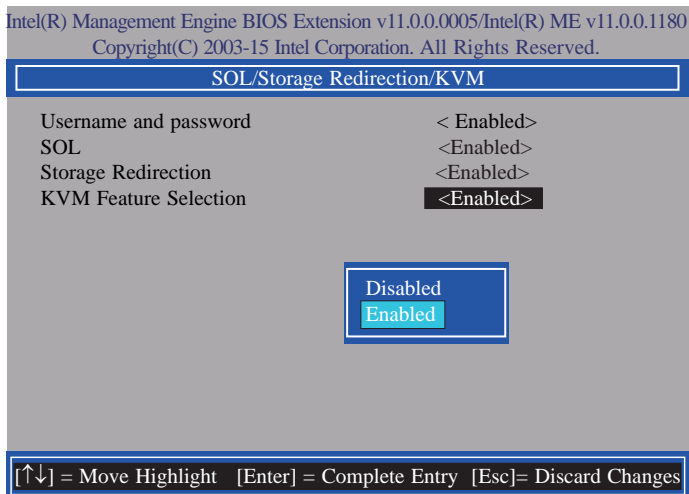 Intel(R) Management Engine BIOS Extension v11.0.0.0005/Intel(R) ME v11.0.0.1180
Copyright(C) 2003-15 Intel Corporation. All Rights Reserved.
SOL/Storage Redirection/KVM
Username and password < Enabled>
SOL <Enabled>
Storage Redirection <Enabled>
KVM Feature Selection <Enabled>
Disabled
Enabled
[↑↓] = Move Highlight [Enter] = Complete Entry [Esc]= Discard Changes